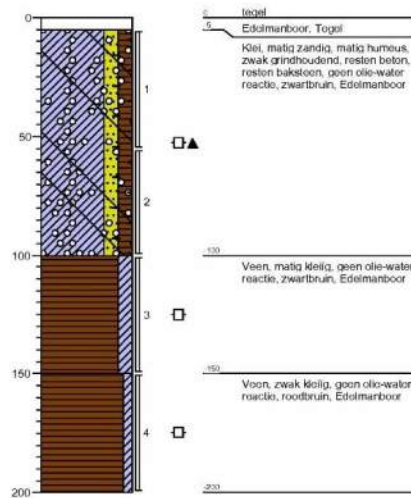 0
50
100
150
200
1
2
3
4
0 tegel
-5
Edelmanboor, Tegel
Klei, matig zandig, matig humeus,
zwak grindhoudend, resten beton,
resten baksteen, geen olie-water
reactie, zwartbruin, Edelmanboor
-100
Veen, matig kleiig, geen olie-water
reactie, zwartbruin, Edelmanboor
-150
Veen, zwak kleiig, geen olie-water
reactie, roodbruin, Edelmanboor
-200